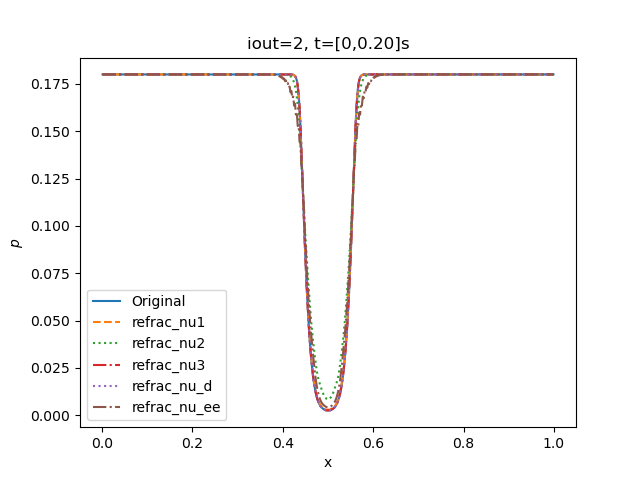 iout=2, t=[0,0.20]s
0.175
0.150
0.125
0.100
0.075
0.050
0.025
0.000
p
Original
refrac_nu1
refrac_nu2
refrac_nu3
refrac_nu_d
refrac_nu_ee
0.0 0.2 0.4 0.6 0.8 1.0
x